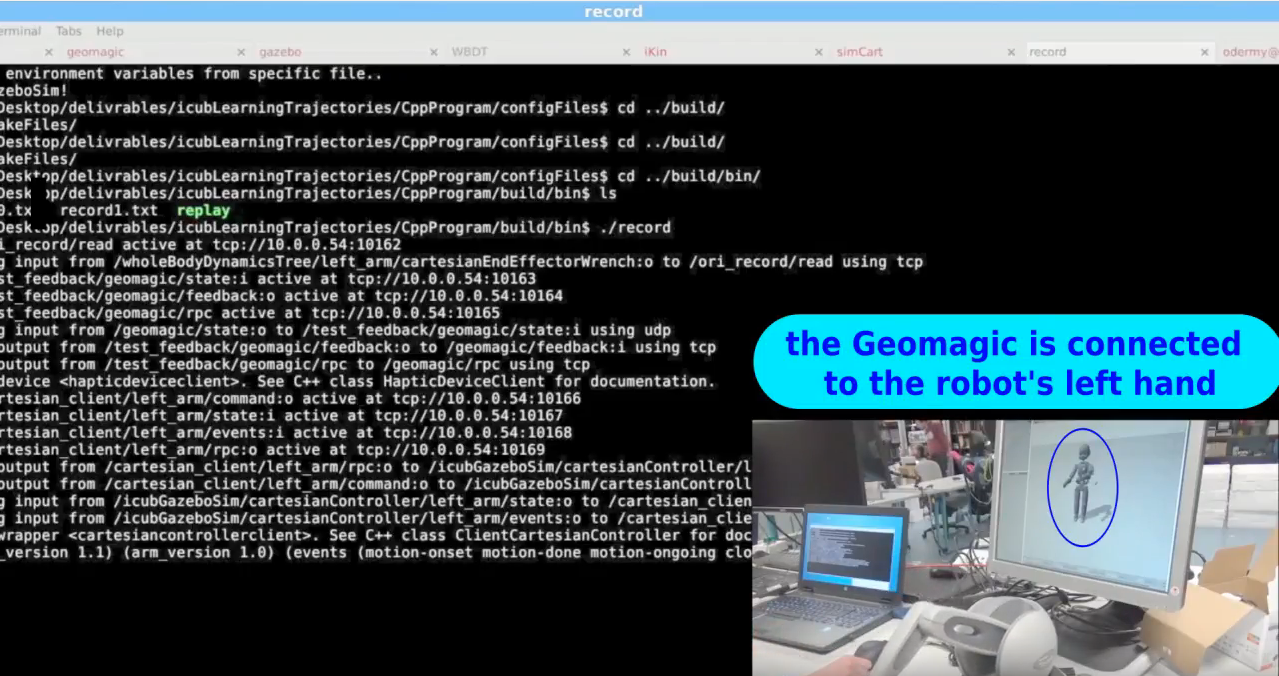 record
erminal Tabs Help
× geomagic × gazebo × WBDT × iKin × simCart × record × odermy@
environment variables from specific file..
zeboSim!
Desktop/delivrables/icubLearningTrajectories/CppProgram/configFiles$ cd ../build/
akeFiles/
Desktop/delivrables/icubLearningTrajectories/CppProgram/configFiles$ cd ../build/
akeFiles/
Desktop/delivrables/icubLearningTrajectories/CppProgram/configFiles$ cd ../build/bin/
Desktop/delivrables/icubLearningTrajectories/CppProgram/build/bin$ ls
0.tx record1.txt replay
Desktop/delivrables/icubLearningTrajectories/CppProgram/build/bin$ ./record
i_record/read active at tcp://10.0.0.54:10162
g input from /wholeBodyDynamicsTree/left_arm/cartesianEndEffectorWrench:o to /ori_record/read using tcp
st_feedback/geomagic/state:i active at tcp://10.0.0.54:10163
st_feedback/geomagic/feedback:o active at tcp://10.0.0.54:10164
st_feedback/geomagic/rpc active at tcp://10.0.0.54:10165
g input from /geomagic/state:o to /test_feedback/geomagic/state:i using udp
output from /test_feedback/geomagic/feedback:o to /geomagic/feedback:i using tcp
output from /test_feedback/geomagic/rpc to /geomagic/rpc using tcp
device <hapticdeviceclient>. See C++ class HapticDeviceClient for documentation.
rtesian_client/left_arm/command:o active at tcp://10.0.0.54:10166
rtesian_client/left_arm/state:i active at tcp://10.0.0.54:10167
rtesian_client/left_arm/events:i active at tcp://10.0.0.54:10168
rtesian_client/left_arm/rpc:o active at tcp://10.0.0.54:10169
output from /cartesian_client/left_arm/rpc:o to /icubGazeboSim/cartesianController/l
output from /cartesian_client/left_arm/command:o to /icubGazeboSim/cartesianControll
g input from /icubGazeboSim/cartesianController/left_arm/state:o to /cartesian_clien
g input from /icubGazeboSim/cartesianController/left_arm/events:o to /cartesian_clie
wrapper <cartesiancontrollerclient>. See C++ class ClientCartesianController for doc
_version 1.1) (arm_version 1.0) (events (motion-onset motion-done motion-ongoing clo
the Geomagic is connected
to the robot's left hand